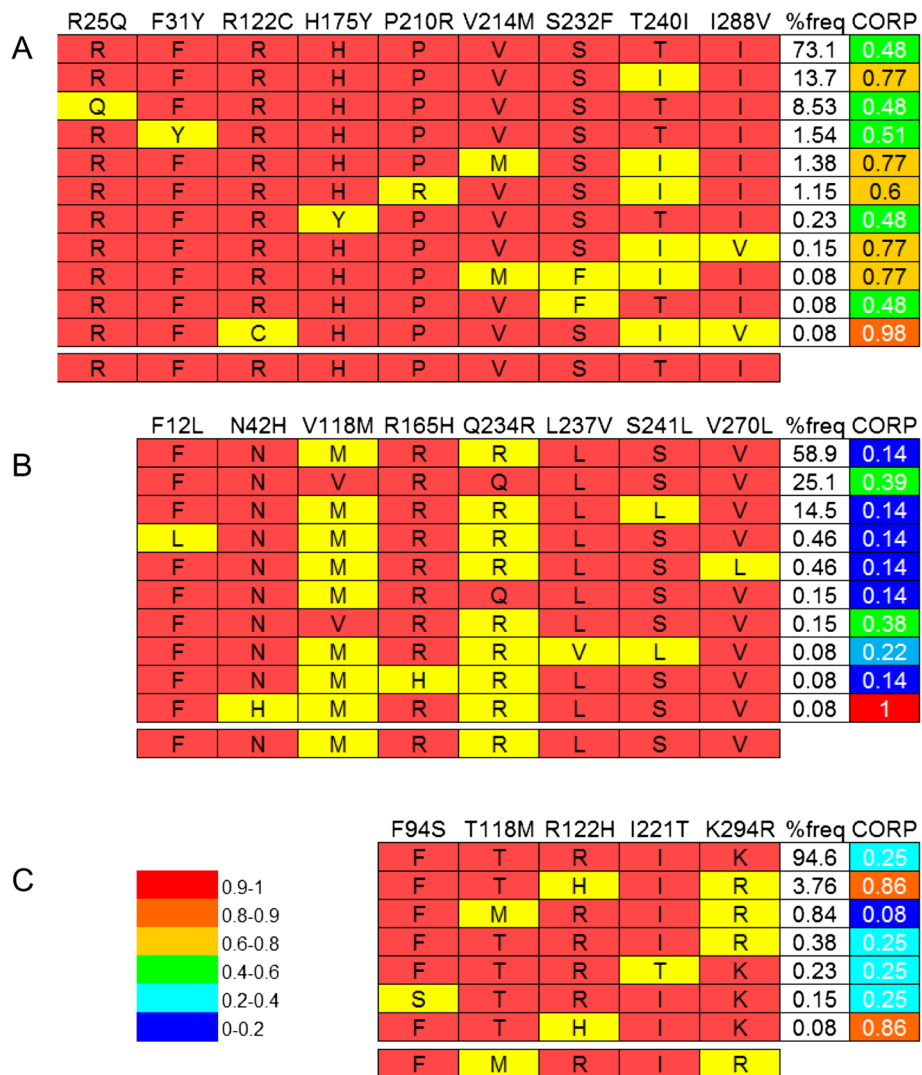 A
R25Q F31Y R122C H175Y P210R V214M S232F T240I I288V %freq CORP
R F R H P V S T I 73.1 0.48
R F R H P V S I I 13.7 0.77
Q F R H P V S T I 8.53 0.48
R Y R H P V S T I 1.54 0.51
R F R H P M S I I 1.38 0.77
R F R H R V S I I 1.15 0.6
R F R Y P V S T I 0.23 0.48
R F R H P V S I V 0.15 0.77
R F R H P M F I I 0.08 0.77
R F R H P V F T I 0.08 0.48
R F C H P V S I V 0.08 0.98
R F R H P V S T I
B
F12L N42H V118M R165H Q234R L237V S241L V270L %freq CORP
F N M R R L S V 58.9 0.14
F N V R Q L S V 25.1 0.39
F N M R R L L V 14.5 0.14
L N M R R L S V 0.46 0.14
F N M R R L S L 0.46 0.14
F N M R Q L S V 0.15 0.14
F N V R R L S V 0.15 0.38
F N M R R V L V 0.08 0.22
F N M H R L S V 0.08 0.14
F H M R R L S V 0.08 1
F N M R R L S V
C
F94S T118M R122H I221T K294R %freq CORP
F T R I K 94.6 0.25
F T H I R 3.76 0.86
F M R I R 0.84 0.08
F T R I R 0.38 0.25
F T R T K 0.23 0.25
S T R I K 0.15 0.25
F T H I K 0.08 0.86
F M R I R
0.9-1
0.8-0.9
0.6-0.8
0.4-0.6
0.2-0.4
0-0.2